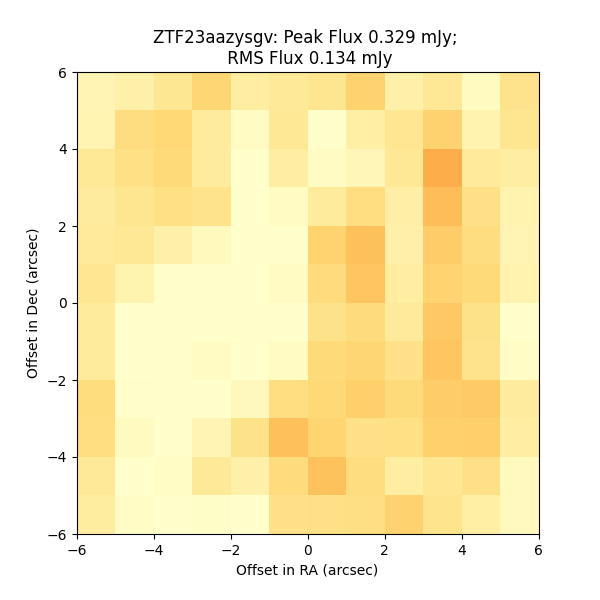 ZTF23aazysgv: Peak Flux 0.329 mJy;
RMS Flux 0.134 mJy
6
4
2
0
−2
−4
−6
Offset in Dec (arcsec)
−6 −4 −2 0 2 4 6
Offset in RA (arcsec)